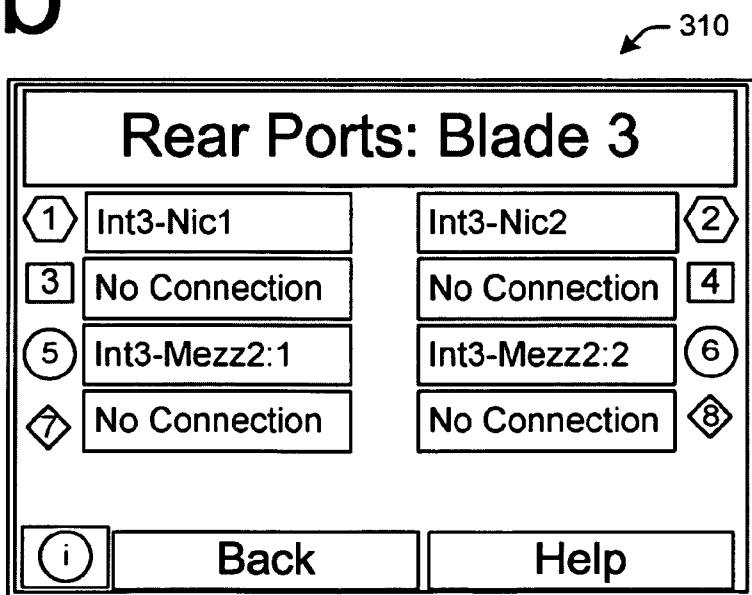 b
310
Rear Ports: Blade 3
1 Int3-Nic1 Int3-Nic2 2
3 No Connection No Connection 4
5 Int3-Mezz2:1 Int3-Mezz2:2 6
7 No Connection No Connection 8
i Back Help